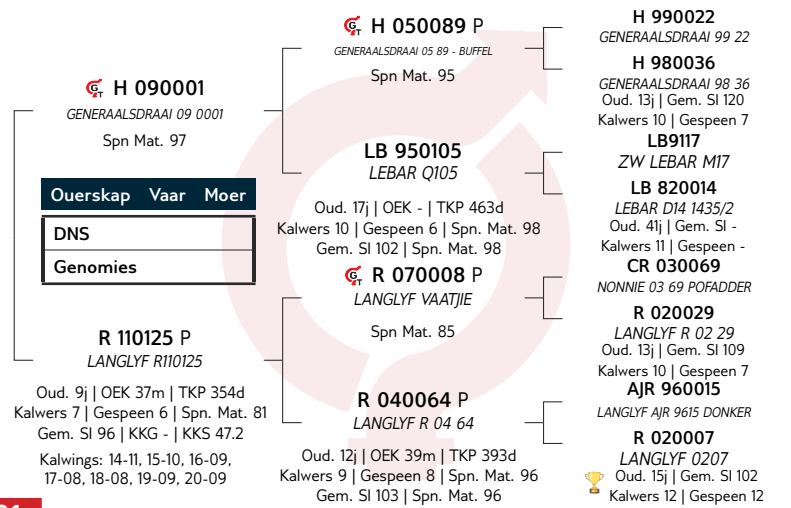 H 090001
GENERAALSDRAAI 09 0001
Spn Mat. 97
Ouerskap Vaar Moer
DNS
Genomies
R 110125 P
LANGLYF R110125
Oud. 9j | OEK 37m | TKP 354d
Kalwers 7 | Gespeen 6 | Spn. Mat. 81
Gem. SI 96 | KKG - | KKS 47.2
Kalwings: 14-11, 15-10, 16-09,
17-08, 18-08, 19-09, 20-09
H 050089 P
GENERAALSDRAAI 05 89 - BUFFEL
Spn Mat. 95
LB 950105
LEBAR Q105
Oud. 17j | OEK - | TKP 463d
Kalwers 10 | Gespeen 6 | Spn. Mat. 98
Gem. SI 102 | Spn. Mat. 98
R 070008 P
LANGLYF VAATJIE
Spn Mat. 85
R 040064 P
LANGLYF R 04 64
Oud. 12j | OEK 39m | TKP 393d
Kalwers 9 | Gespeen 8 | Spn. Mat. 96
Gem. SI 103 | Spn. Mat. 96
H 990022
GENERAALSDRAAI 99 22
H 980036
GENERAALSDRAAI 98 36
Oud. 13j | Gem. SI 120
Kalwers 10 | Gespeen 7
LB9117
ZW LEBAR M17
LB 820014
LEBAR D14 1435/2
Oud. 41j | Gem. SI -
Kalwers 11 | Gespeen -
CR 030069
NONNIE 03 69 POFADDER
R 020029
LANGLYF R 02 29
Oud. 13j | Gem. SI 109
Kalwers 10 | Gespeen 7
AJR 960015
LANGLYF AJR 9615 DONKER
R 020007
LANGLYF 0207
Oud. 15j | Gem. SI 102
Kalwers 12 | Gespeen 12